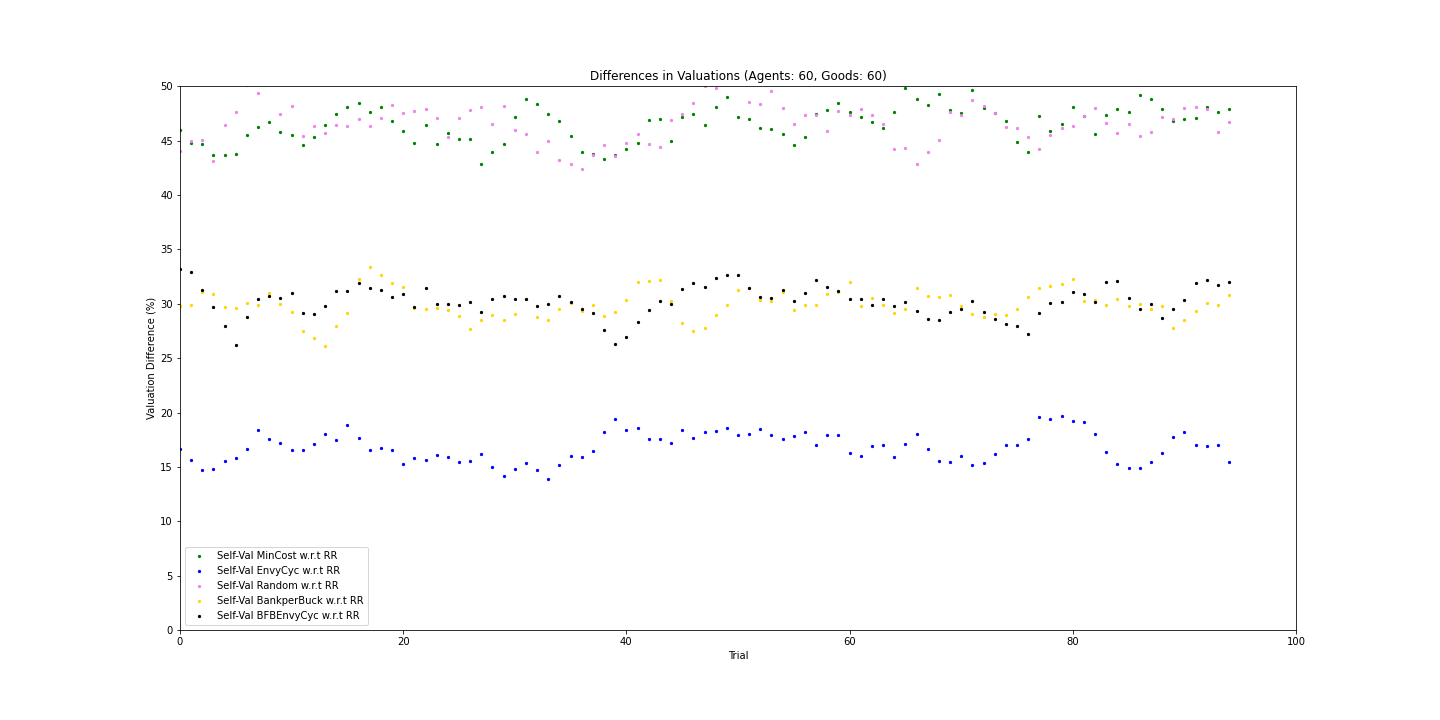 Differences in Valuations (Agents: 60, Goods: 60)
Valuation Difference (%)
50
45
40
35
30
25
20
15
10
5
0
Self-Val MinCost w.r.t RR
Self-Val EnvyCyc w.r.t RR
Self-Val Random w.r.t RR
Self-Val BankperBuck w.r.t RR
Self-Val BFBEnvyCyc w.r.t RR
0 20 40 60 80 100
Trial